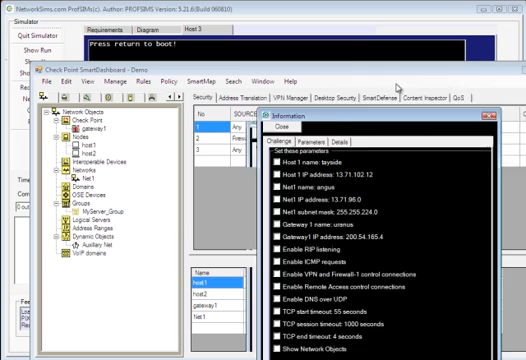 NetworkSims.com ProfSIMs(c). Author: PROFSIMS Version: 5.21.6(Build 060810)
Simulator
Quit Simulator
Requirements
Diagram
Host 3
Press return to boot!
Show Run
Check Point SmartDashboard - Demo
File Edit View Manage Rules Policy SmartMap Search Window Help
Security Address Translation VPN Manager Desktop Security SmartDefense Content Inspector QoS
Network Objects
Check Point
gateway1
Nodes
host1
host2
Interoperable Devices
Networks
Net1
Domains
OSE Devices
Groups
MyServer_Group
Logical Servers
Address Ranges
Dynamic Objects
Auxiliary Net
VoIP domains
No
1 Any
2
3 Any
Name
host1
host2
gateway1
Net1
Information
Close
Challenge Parameters Details
Set these parameters
Host 1 name: tayside
Host 1 IP address: 13.71.102.12
Net1 name: angus
Net1 IP address: 13.71.96.0
Net1 subnet mask: 255.255.224.0
Gateway 1 name: uranus
Gateway1 IP address: 200.54.165.4
Enable RIP listening
Enable ICMP requests
Enable VPN and Firewall-1 control connections
Enable Remote Access control connections
Enable DNS over UDP
TCP start timeout: 55 seconds
TCP session timeout: 1000 seconds
TCP end timeout: 4 seconds
Show Network Objects